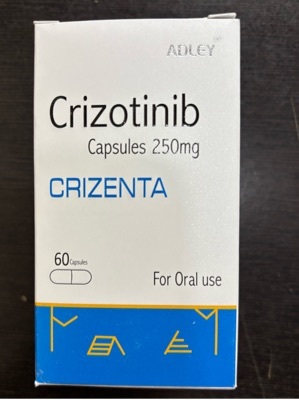 ADLEY
Crizotinib
Capsules 250mg
CRIZENTA
60 Capsules
For Oral use